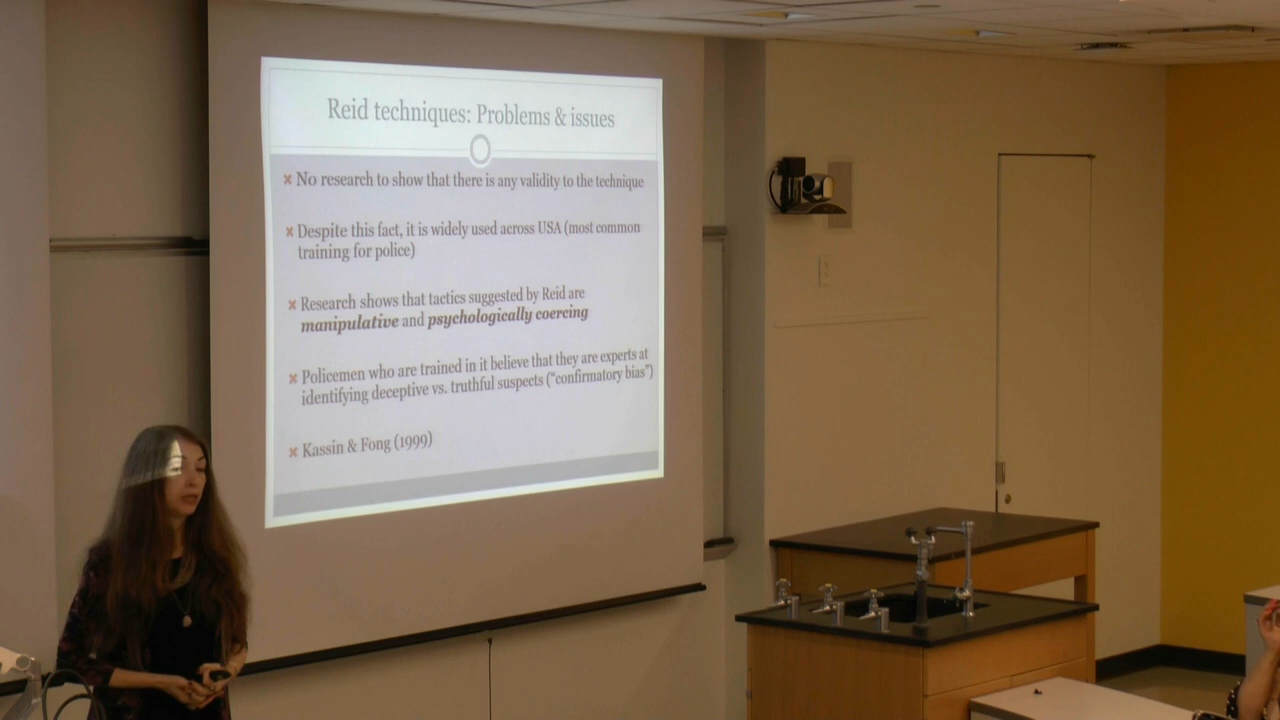 Reid techniques: Problems & issues
No research to show that there is any validity to the technique
Despite this fact, it is widely used across USA (most common
training for police)
Research shows that tactics suggested by Reid are
manipulative and psychologically coercing
Policemen who are trained in it believe that they are experts at
identifying deceptive vs. truthful suspects (“confirmatory bias”)
Kassin & Fong (1999)